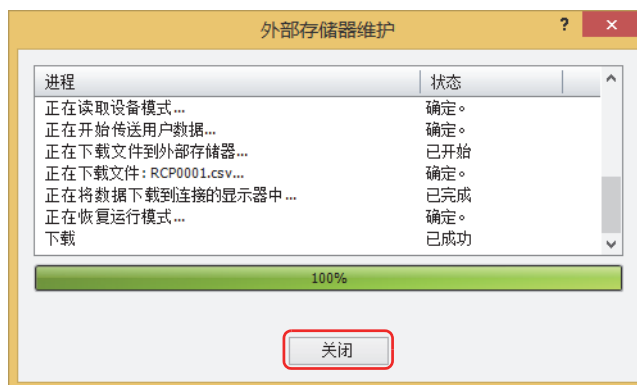 外部存储器维护
?
×
进程 状态
正在读取设备模式... 确定。
正在开始传送用户数据... 确定。
正在下载文件到外部存储器... 已开始
正在下载文件: RCP0001.csv... 确定。
正在将数据下载到连接的显示器中... 已完成
正在恢复运行模式... 确定。
下载 已成功
100%
关闭